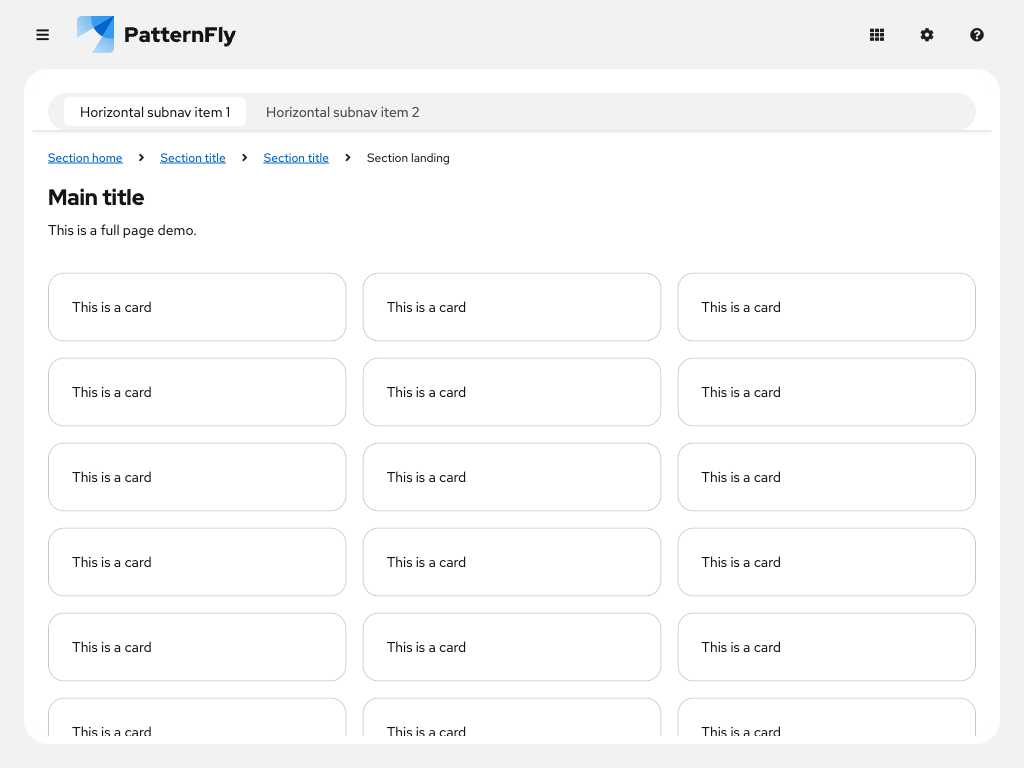 PatternFly
Horizontal subnav item 1 Horizontal subnav item 2
Section home Section title Section title Section landing
Main title
This is a full page demo.
This is a card This is a card This is a card
This is a card This is a card This is a card
This is a card This is a card This is a card
This is a card This is a card This is a card
This is a card This is a card This is a card
This is a card This is a card This is a card